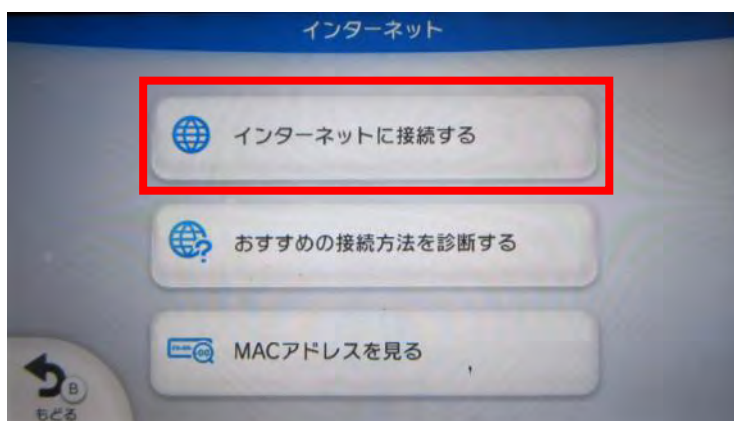 インターネット
インターネットに接続する
おすすめの接続方法を診断する
MACアドレスを見る
B
もどる